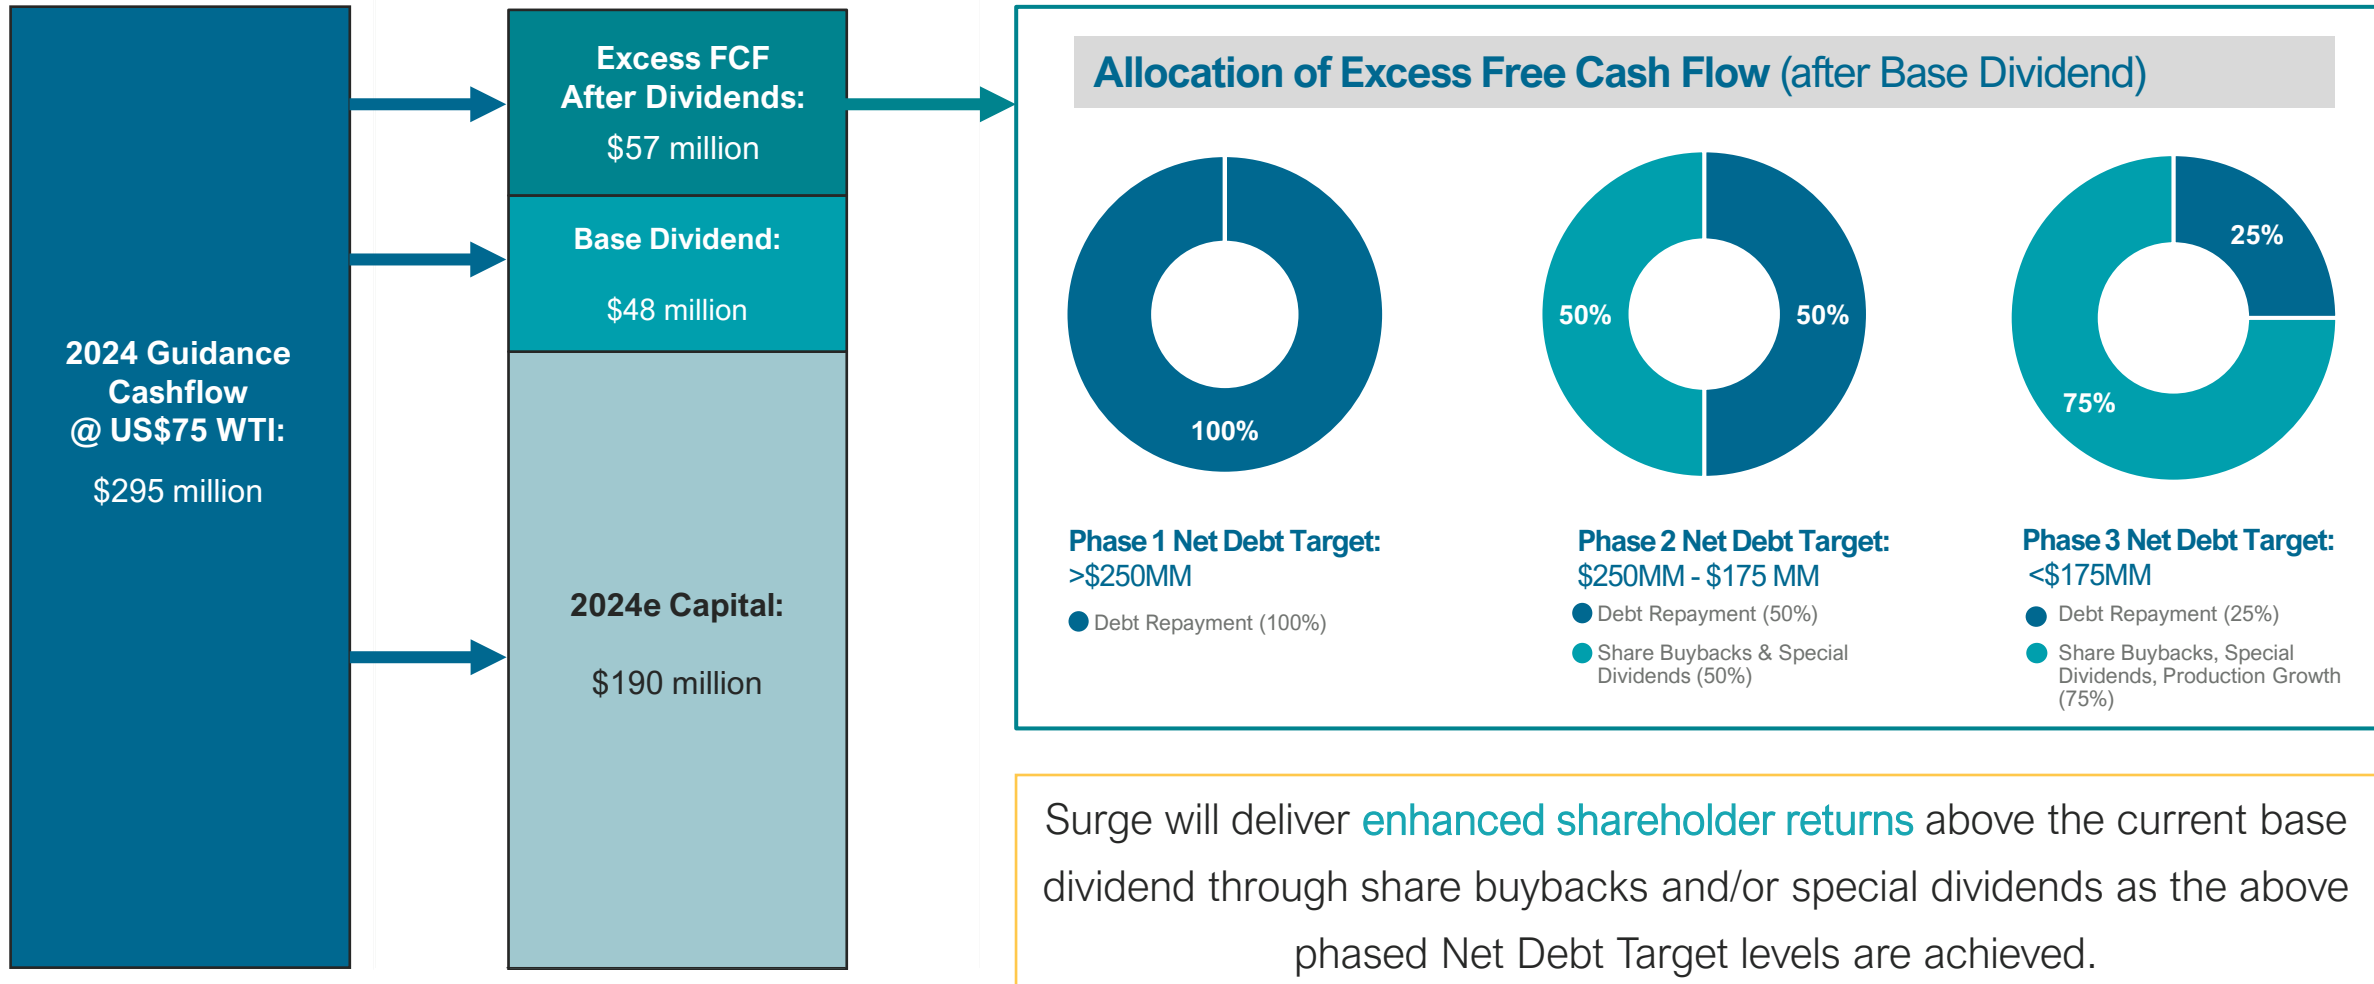 2024 Guidance
Cashflow
@ US$75 WTI:
$295 million
Excess FCF
After Dividends:
$57 million
Base Dividend:
$48 million
2024e Capital:
$190 million
Allocation of Excess Free Cash Flow (after Base Dividend)
100%
50%
50%
25%
75%
Phase 1 Net Debt Target:
>$250MM
Debt Repayment (100%)
Phase 2 Net Debt Target:
$250MM - $175 MM
Debt Repayment (50%)
Share Buybacks & Special
Dividends (50%)
Phase 3 Net Debt Target:
<$175MM
Debt Repayment (25%)
Share Buybacks, Special
Dividends, Production Growth
(75%)
Surge will deliver enhanced shareholder returns above the current base
dividend through share buybacks and/or special dividends as the above
phased Net Debt Target levels are achieved.